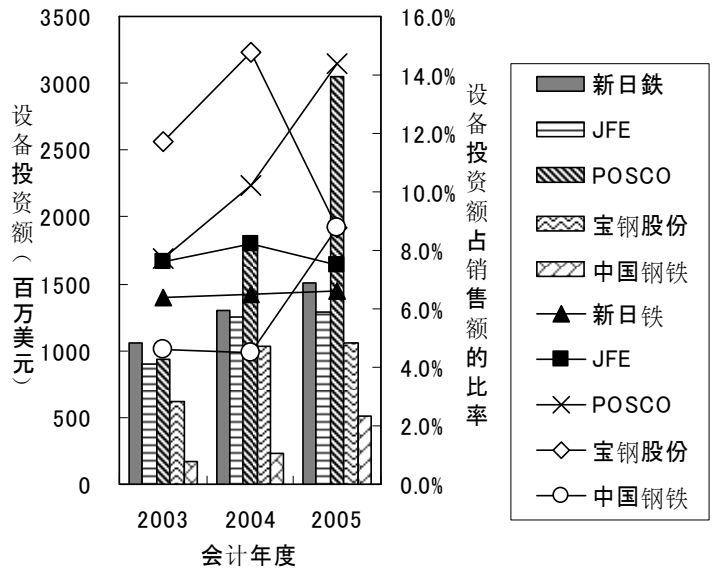 设备投资额（百万美元）
3500
3000
2500
2000
1500
1000
500
0
16.0%
14.0%
12.0%
10.0%
8.0%
6.0%
4.0%
2.0%
0.0%
设备投资额占销售额的比率
2003 2004 2005
会计年度
新日鉄
JFE
POSCO
宝钢股份
中国钢铁
新日铁
JFE
POSCO
宝钢股份
中国钢铁